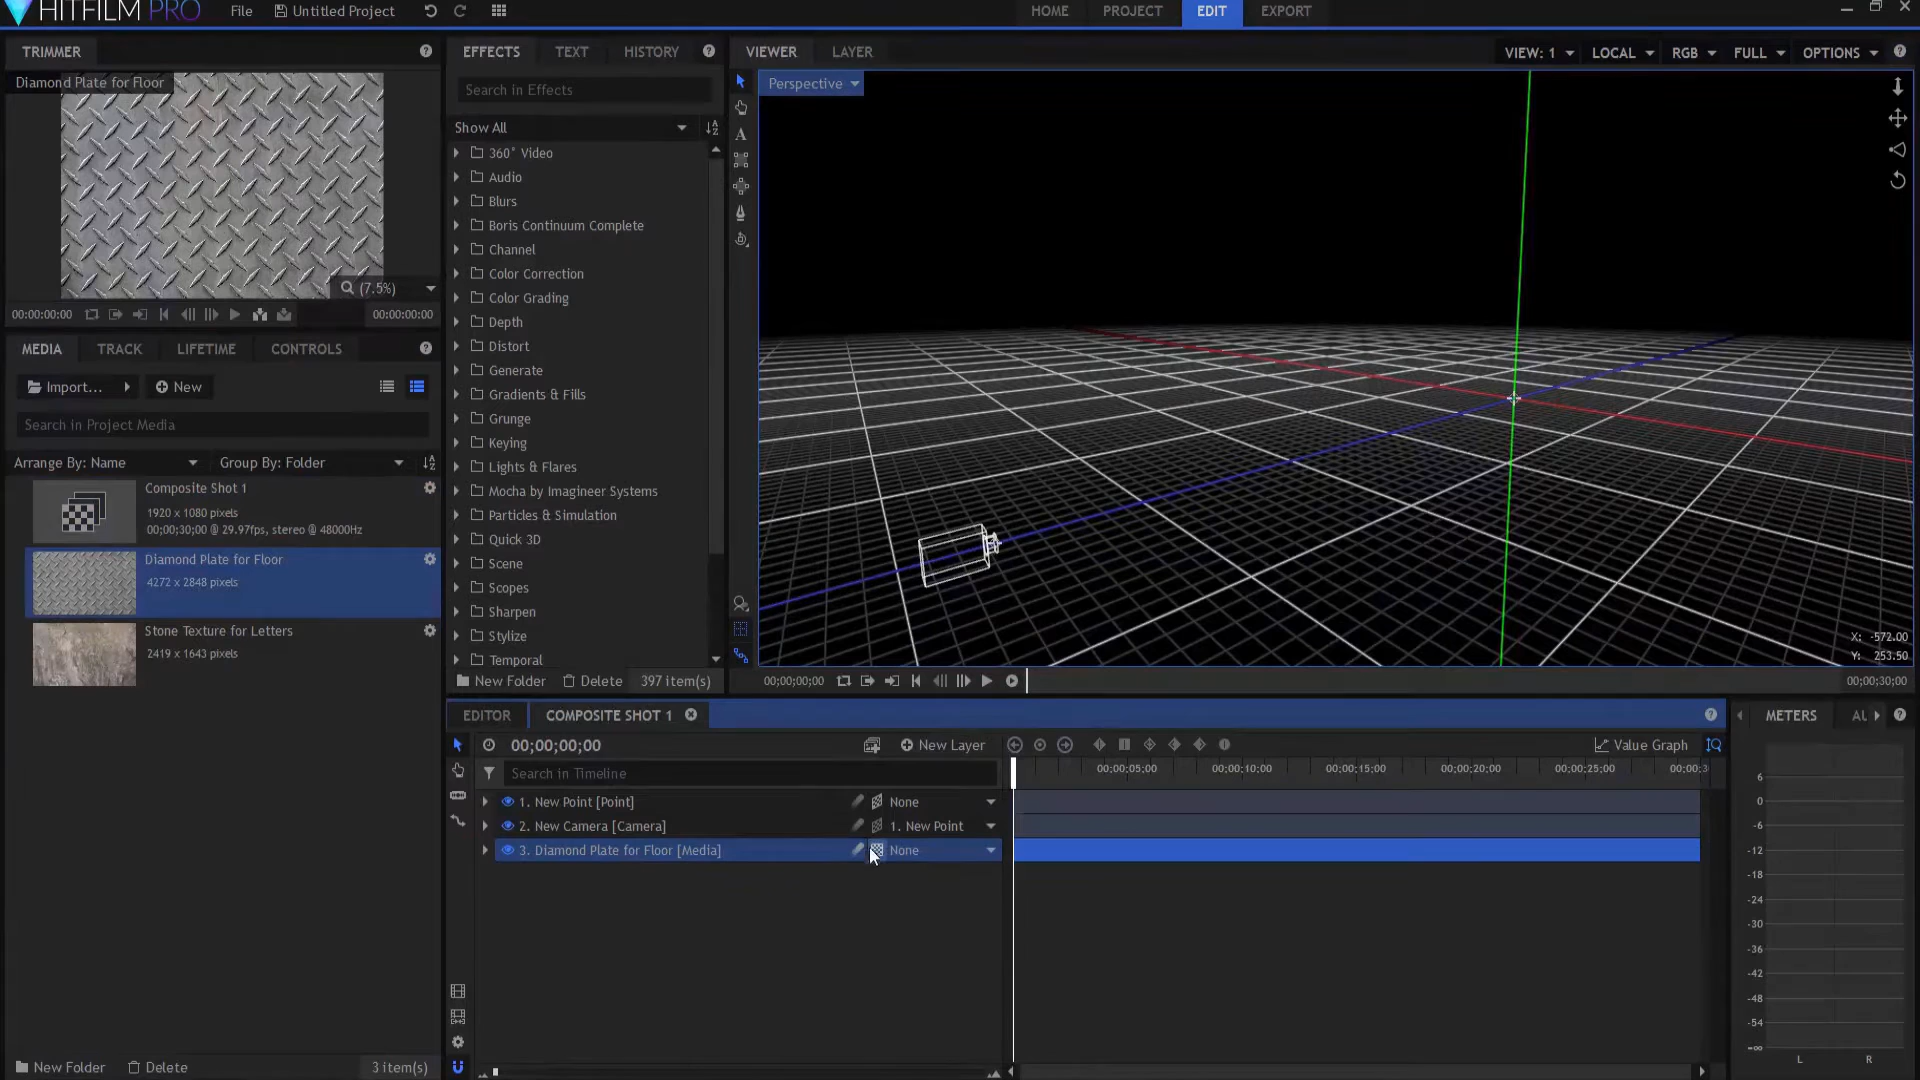 HITFILM PRO
File
Untitled Project
HOME
PROJECT
EDIT
EXPORT
TRIMMER
Diamond Plate for Floor
(7.5%)
00:00:00:00
00:00:00:00
MEDIA
TRACK
LIFETIME
CONTROLS
Import...
New
Search in Project Media
Arrange By: Name
Group By: Folder
Composite Shot 1
1920 x 1080 pixels
00;00;30;00 @ 29.97fps, stereo @ 48000Hz
Diamond Plate for Floor
4272 x 2848 pixels
Stone Texture for Letters
2419 x 1643 pixels
New Folder
Delete
3 item(s)
EFFECTS
TEXT
HISTORY
Search in Effects
Show All
360° Video
Audio
Blurs
Boris Continuum Complete
Channel
Color Correction
Color Grading
Depth
Distort
Generate
Gradients & Fills
Grunge
Keying
Lights & Flares
Mocha by Imagineer Systems
Particles & Simulation
Quick 3D
Scene
Scopes
Sharpen
Stylize
Temporal
New Folder
Delete
397 item(s)
VIEWER
LAYER
VIEW: 1
LOCAL
RGB
FULL
OPTIONS
Perspective
X: -572.00
Y: 253.50
00;00;00;00
00;00;30;00
EDITOR
COMPOSITE SHOT 1
00;00;00;00
New Layer
Value Graph
Search in Timeline
00;00;05;00
00;00;10;00
00;00;15;00
00;00;20;00
00;00;25;00
00;00;3
1. New Point [Point]
None
2. New Camera [Camera]
1. New Point
3. Diamond Plate for Floor [Media]
None
METERS
AU
6
0
-6
-12
-18
-24
-30
-36
-42
-48
-54
-∞
L
R